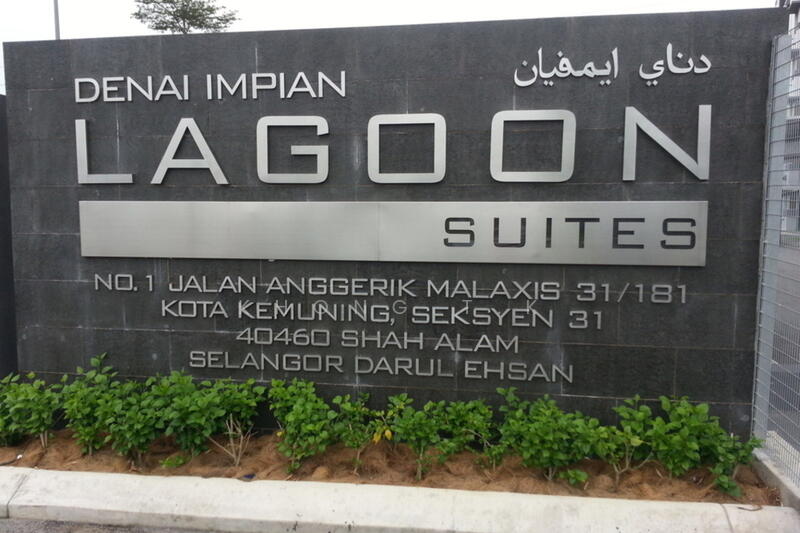 DENAI IMPIAN
دناي ايمفيان
LAGOON
SUITES
NO. 1 JALAN ANGGERIK MALAXIS 31/181
KOTA KEMUNING, SEKSYEN 31
40460 SHAH ALAM
SELANGOR DARUL EHSAN